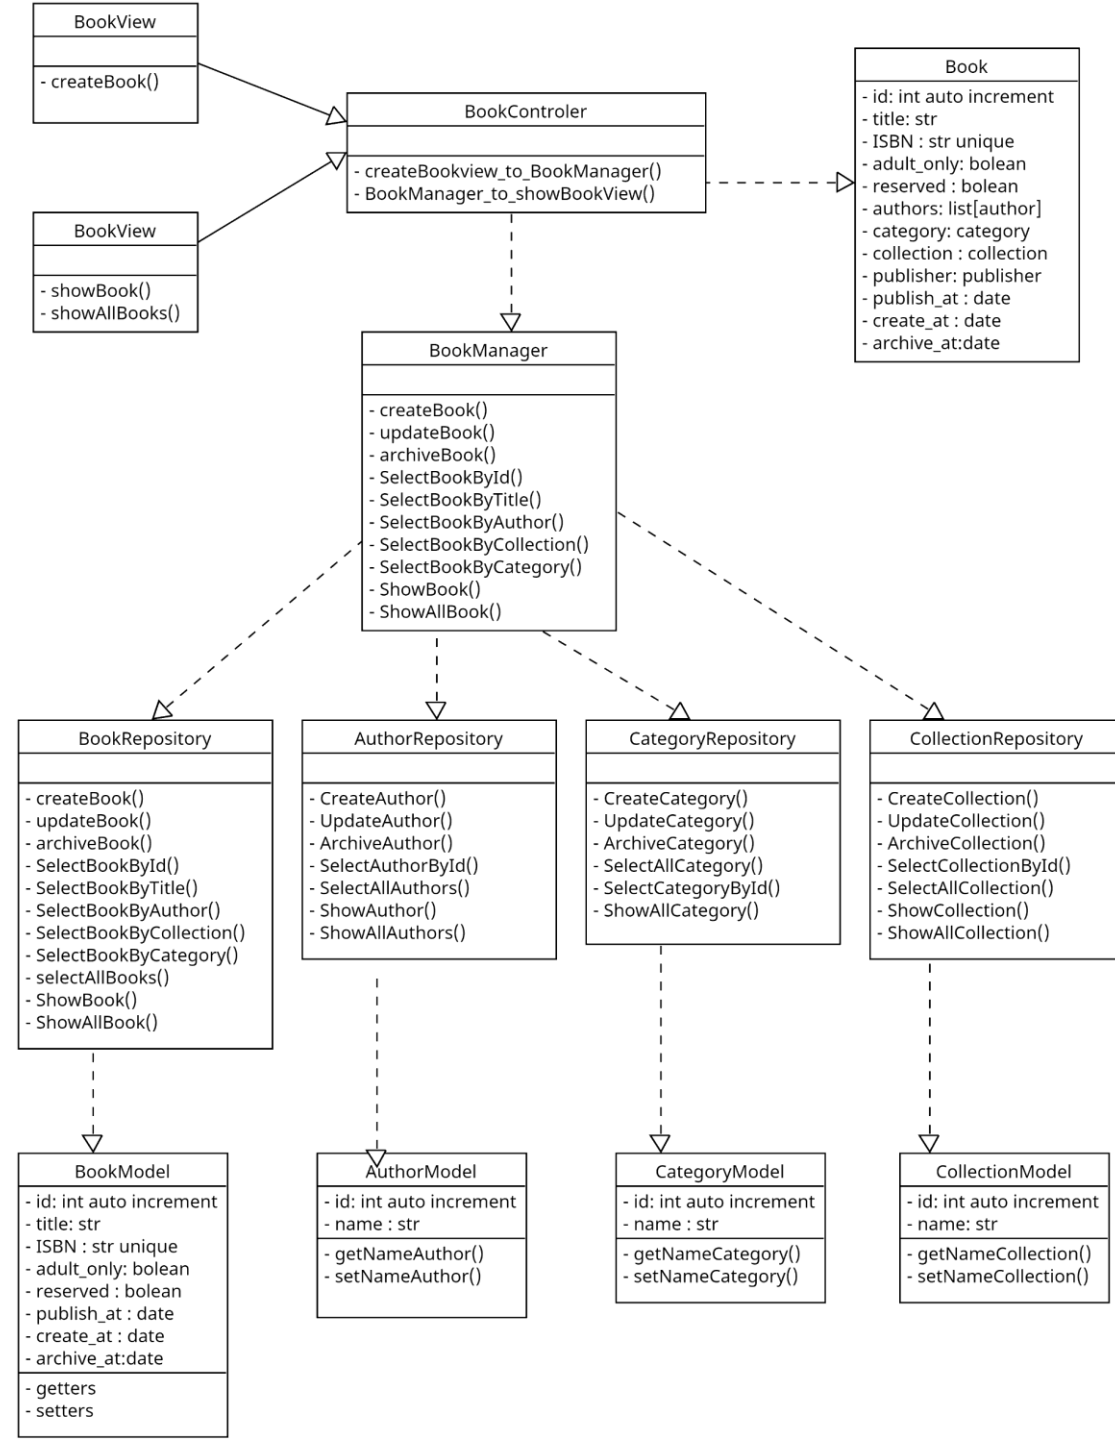 BookView
- createBook()
BookControler
- createBookview_to_BookManager()
- BookManager_to_showBookView()
Book
- id: int auto increment
- title: str
- ISBN : str unique
- adult_only: bolean
- reserved : bolean
- authors: list[author]
- category: category
- collection : collection
- publisher: publisher
- publish_at : date
- create_at : date
- archive_at:date
BookView
- showBook()
- showAllBooks()
BookManager
- createBook()
- updateBook()
- archiveBook()
- SelectBookById()
- SelectBookByTitle()
- SelectBookByAuthor()
- SelectBookByCollection()
- SelectBookByCategory()
- ShowBook()
- ShowAllBook()
BookRepository
- createBook()
- updateBook()
- archiveBook()
- SelectBookById()
- SelectBookByTitle()
- SelectBookByAuthor()
- SelectBookByCollection()
- SelectBookByCategory()
- selectAllBooks()
- ShowBook()
- ShowAllBook()
AuthorRepository
- CreateAuthor()
- UpdateAuthor()
- ArchiveAuthor()
- SelectAuthorById()
- SelectAllAuthors()
- ShowAuthor()
- ShowAllAuthors()
CategoryRepository
- CreateCategory()
- UpdateCategory()
- ArchiveCategory()
- SelectAllCategory()
- SelectCategoryById()
- ShowAllCategory()
CollectionRepository
- CreateCollection()
- UpdateCollection()
- ArchiveCollection()
- SelectCollectionById()
- SelectAllCollection()
- ShowCollection()
- ShowAllCollection()
BookModel
- id: int auto increment
- title: str
- ISBN : str unique
- adult_only: bolean
- reserved : bolean
- publish_at : date
- create_at : date
- archive_at:date
- getters
- setters
AuthorModel
- id: int auto increment
- name : str
- getNameAuthor()
- setNameAuthor()
CategoryModel
- id: int auto increment
- name : str
- getNameCategory()
- setNameCategory()
CollectionModel
- id: int auto increment
- name: str
- getNameCollection()
- setNameCollection()